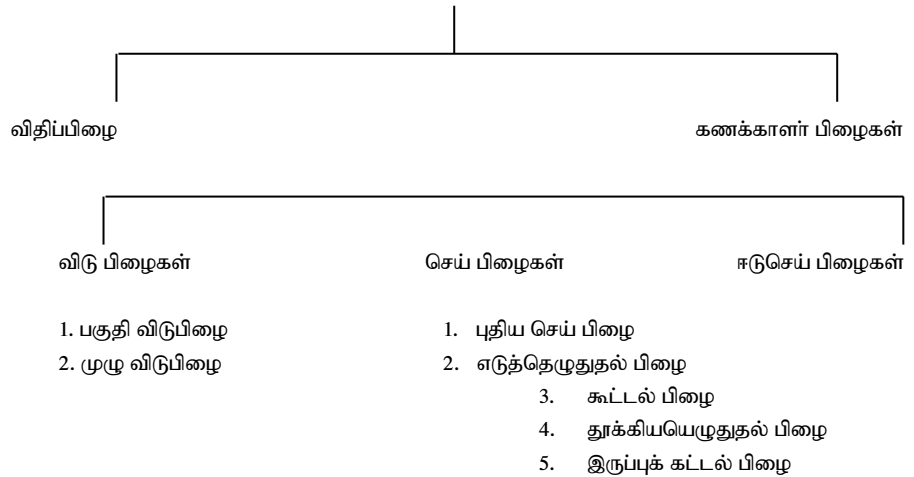 விதிப்பிழை கணக்காளர் பிழைகள்
விடு பிழைகள் செய் பிழைகள் ஈடுசெய் பிழைகள்
1. பகுதி விடுபிழை 1. புதிய செய் பிழை
2. முழு விடுபிழை 2. எடுத்தெழுதுதல் பிழை
3. கூட்டல் பிழை
4. தூக்கியயெழுதுதல் பிழை
5. இருப்புக் கட்டல் பிழை